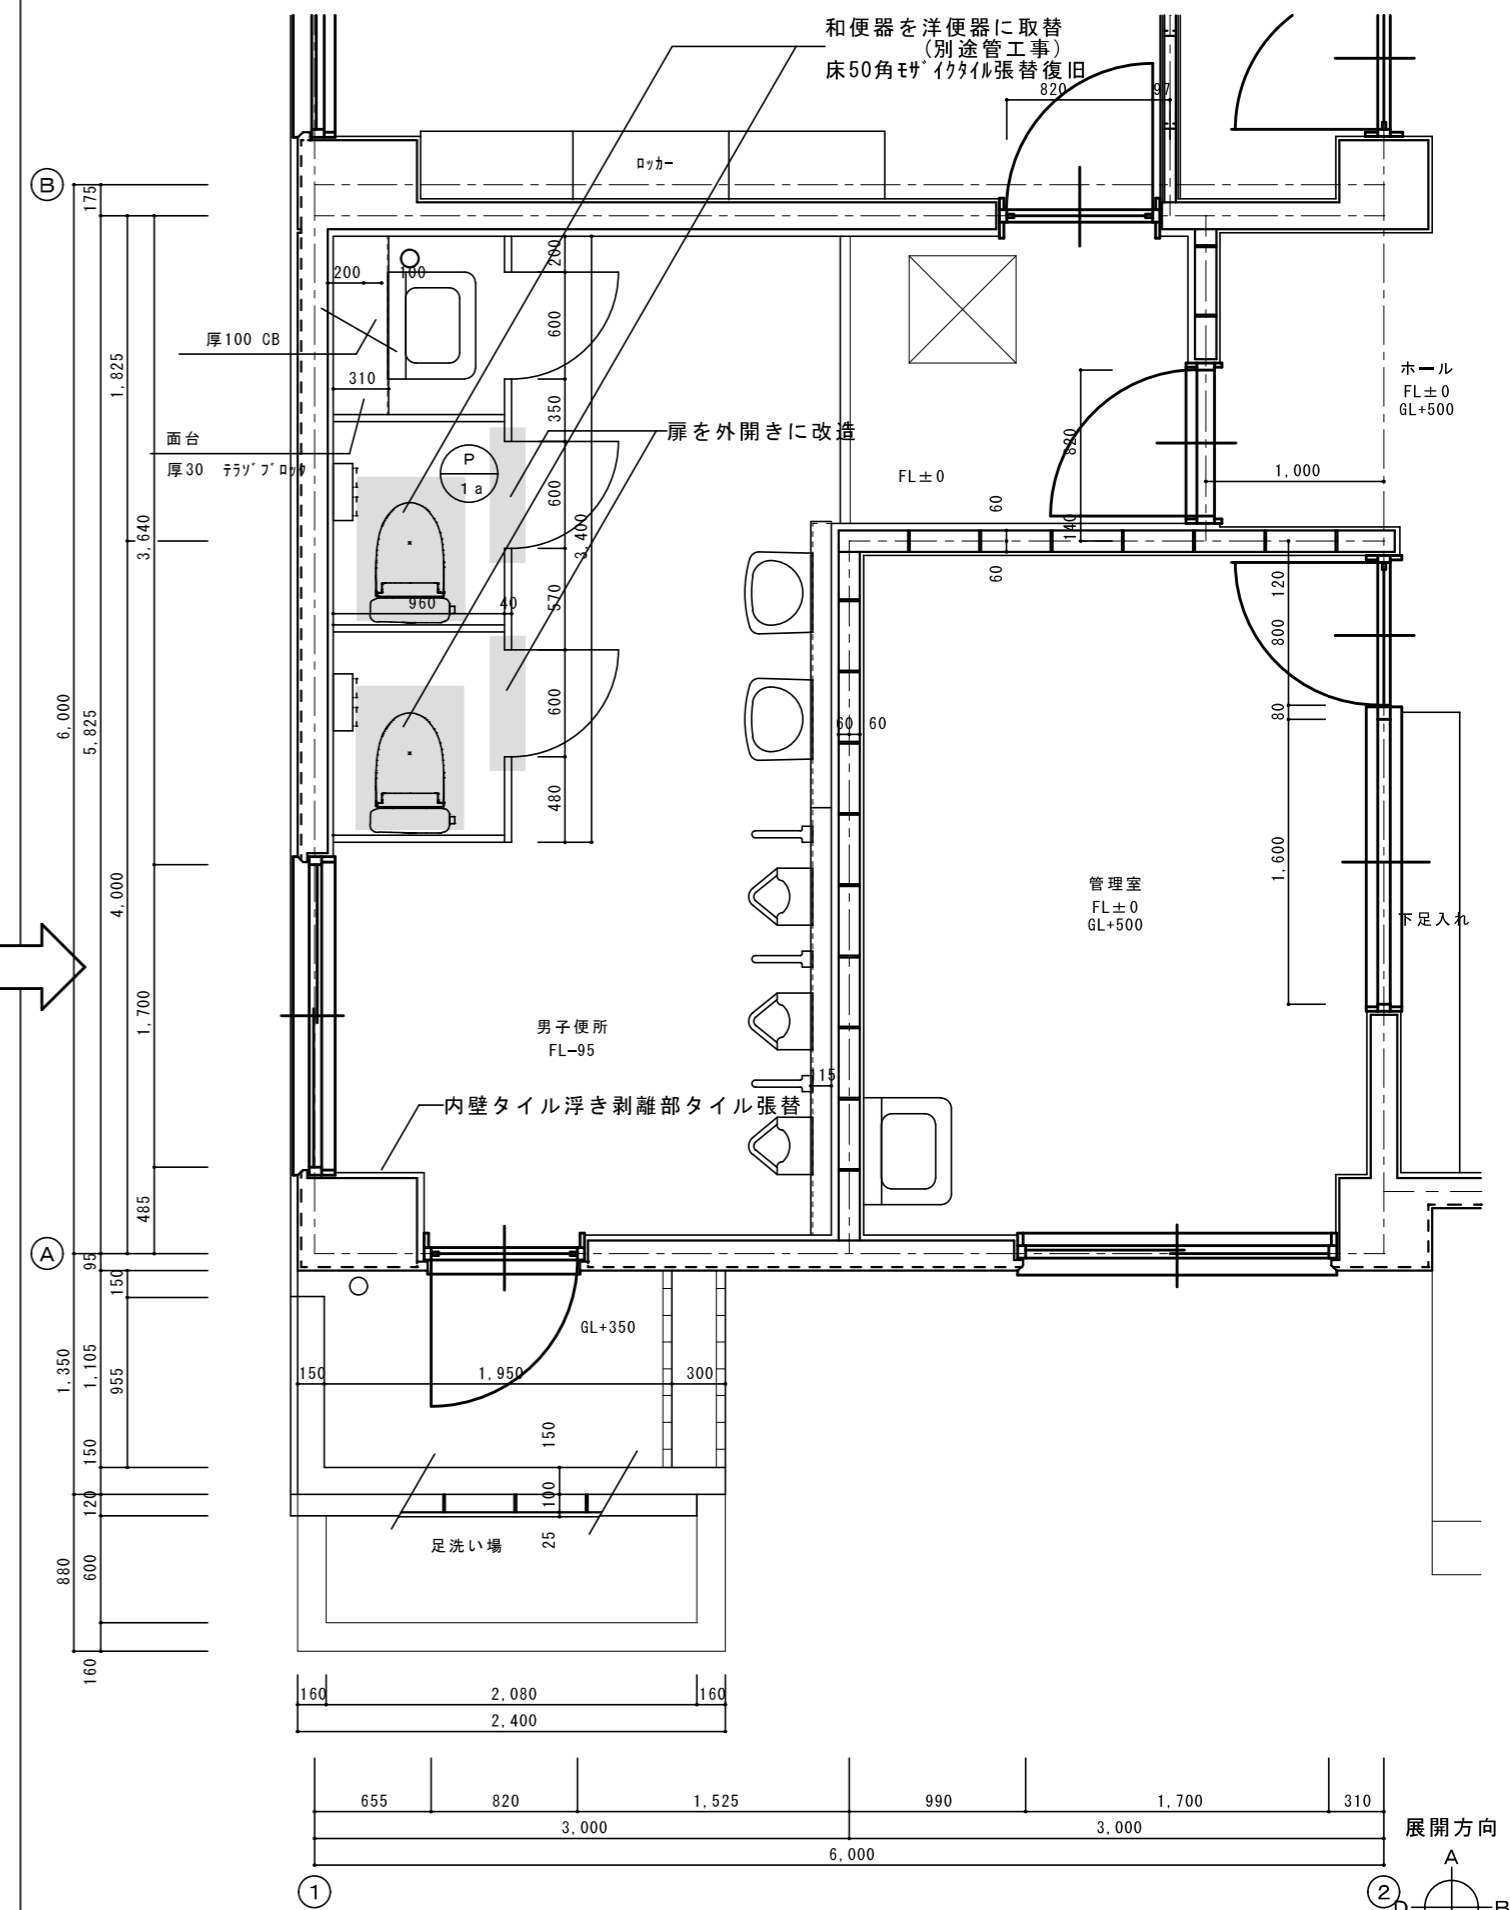 和便器を洋便器に取替
(別途管工事)
床50角ﾓｻﾞｲｸﾀｲﾙ張替復旧
820
97
ロッカー
B
175
200
100
200
厚100 CB
600
1,825
310
350
ホール
FL±0
GL+500
面台
厚30 ﾃﾗｿﾞﾌﾞﾛｯｸ
扉を外開きに改造
P
1a
FL±0
820
1,000
600
3,400
3,640
60
140
60
120
960
40
570
800
6,000
5,825
600
60
60
80
480
1,600
4,000
管理室
FL±0
GL+500
下足入れ
1,700
男子便所
FL−95
15
内壁タイル浮き剥離部タイル張替
485
A
95
150
GL+350
1,350
1,105
955
150
1,950
300
150
150
120
100
25
足洗い場
880
600
160
160
2,080
160
2,400
655
820
1,525
990
1,700
310
3,000
3,000
6,000
展開方向
A
1
2
D
B